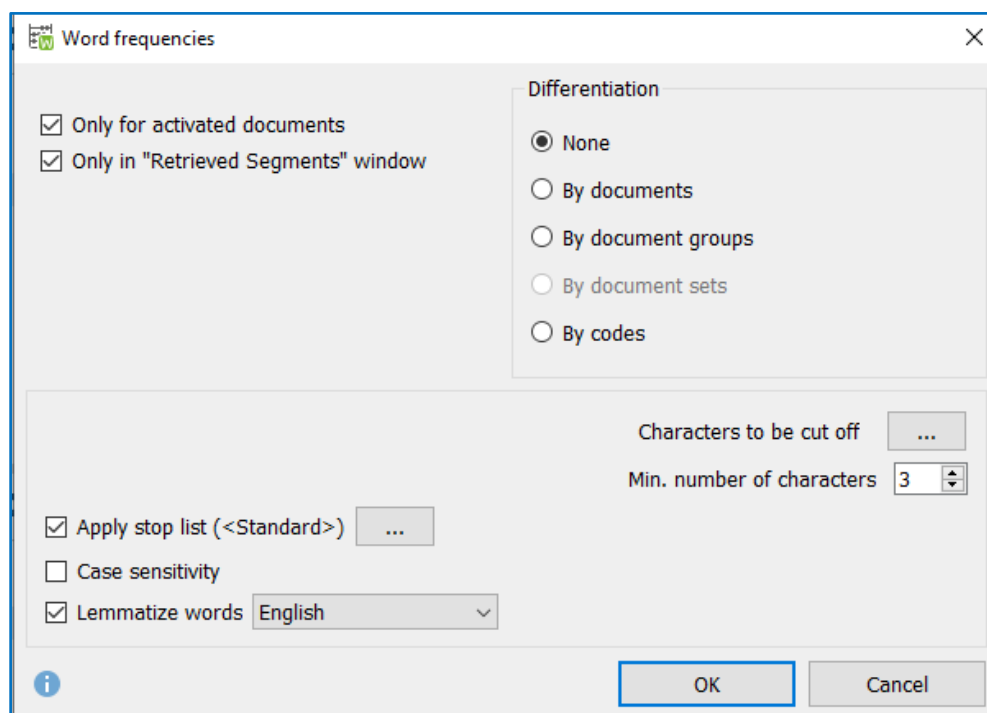 Word frequencies
Only for activated documents
Only in "Retrieved Segments" window
Differentiation
None
By documents
By document groups
By document sets
By codes
Characters to be cut off ...
Min. number of characters 3
Apply stop list (<Standard>) ...
Case sensitivity
Lemmatize words English
OK Cancel